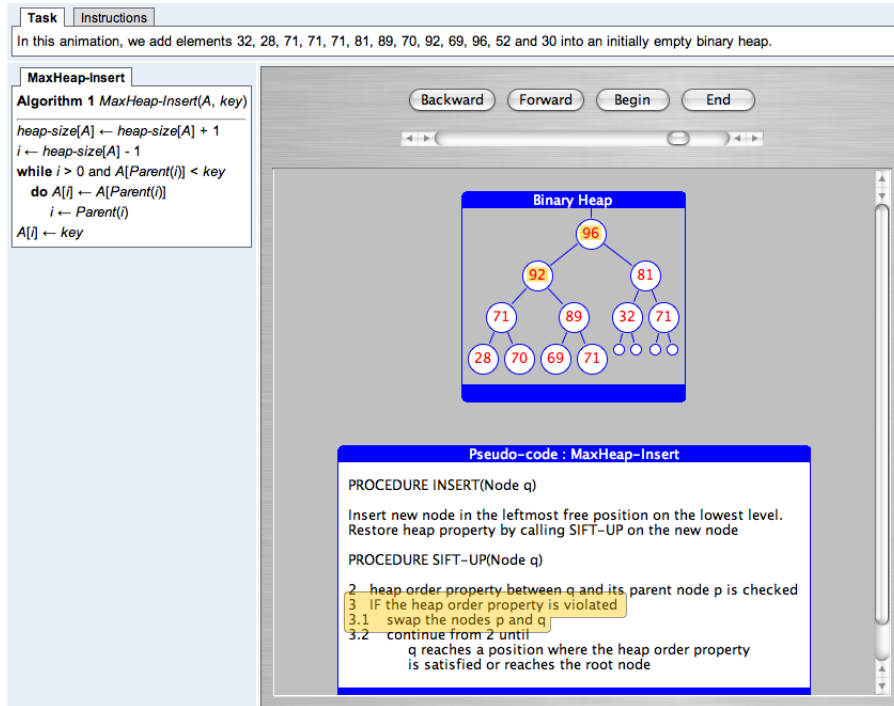 Task
Instructions
In this animation, we add elements 32, 28, 71, 71, 71, 81, 89, 70, 92, 69, 96, 52 and 30 into an initially empty binary heap.
MaxHeap-Insert
Algorithm 1 MaxHeap-Insert(A, key)
heap-size[A] ← heap-size[A] + 1
i ← heap-size[A] - 1
while i > 0 and A[Parent(i)] < key
do A[i] ← A[Parent(i)]
i ← Parent(i)
A[i] ← key
Backward
Forward
Begin
End
Binary Heap
96
92 81
71 89 32 71
28 70 69 71
Pseudo-code : MaxHeap-Insert
PROCEDURE INSERT(Node q)
Insert new node in the leftmost free position on the lowest level.
Restore heap property by calling SIFT-UP on the new node
PROCEDURE SIFT-UP(Node q)
2 heap order property between q and its parent node p is checked
3 IF the heap order property is violated
3.1 swap the nodes p and q
3.2 continue from 2 until
q reaches a position where the heap order property
is satisfied or reaches the root node